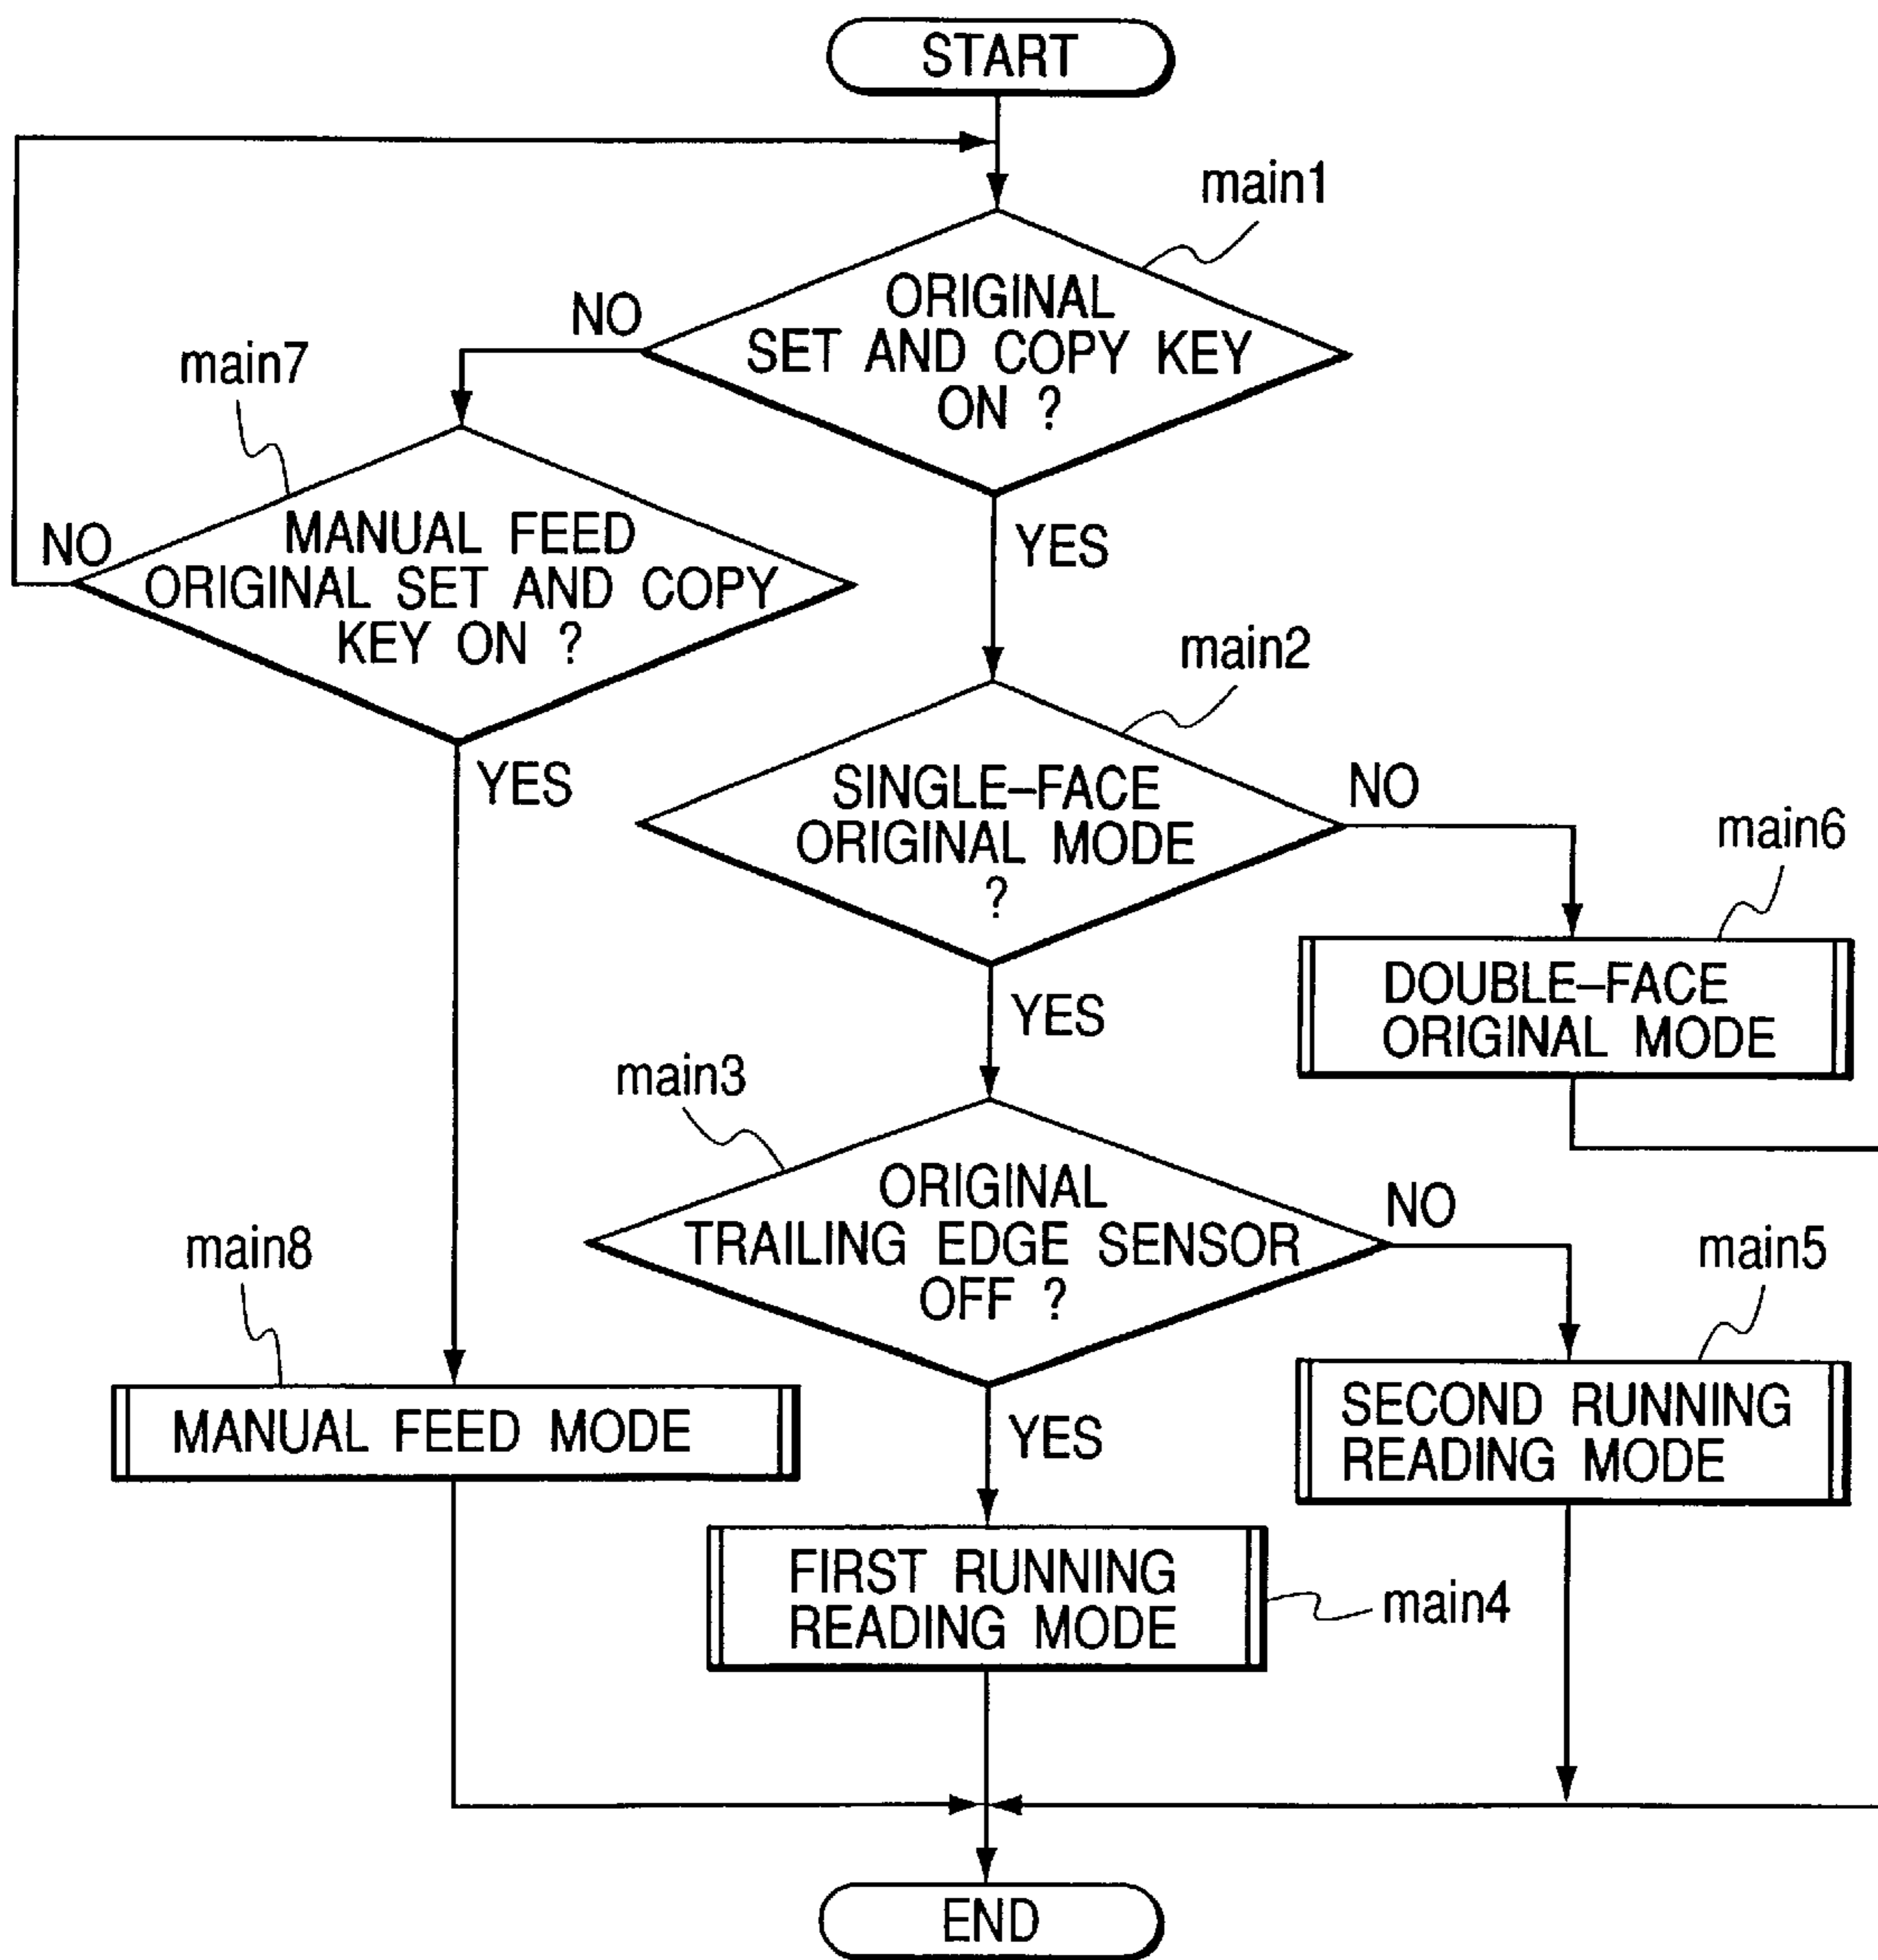 START
main1
NO
ORIGINAL
SET AND COPY KEY
ON ?
main7
NO
MANUAL FEED
ORIGINAL SET AND COPY
KEY ON ?
YES
main2
YES
SINGLE–FACE
ORIGINAL MODE
?
NO
main6
DOUBLE–FACE
ORIGINAL MODE
YES
main3
ORIGINAL
TRAILING EDGE SENSOR
OFF ?
NO
main8
main5
MANUAL FEED MODE
YES
SECOND RUNNING
READING MODE
FIRST RUNNING
READING MODE
main4
END